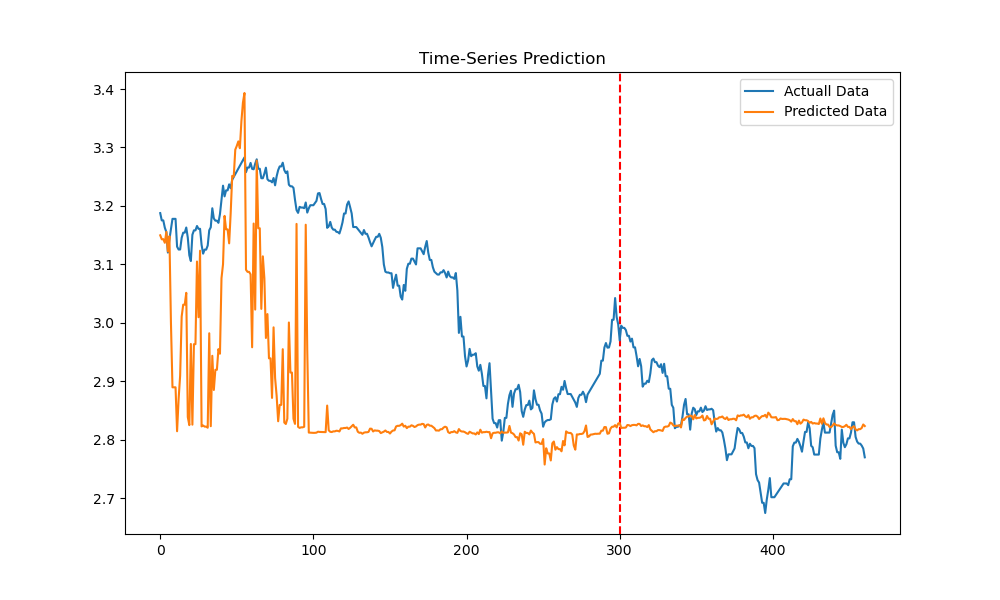 Time-Series Prediction
Actuall Data
Predicted Data
3.4
3.3
3.2
3.1
3.0
2.9
2.8
2.7
0 100 200 300 400